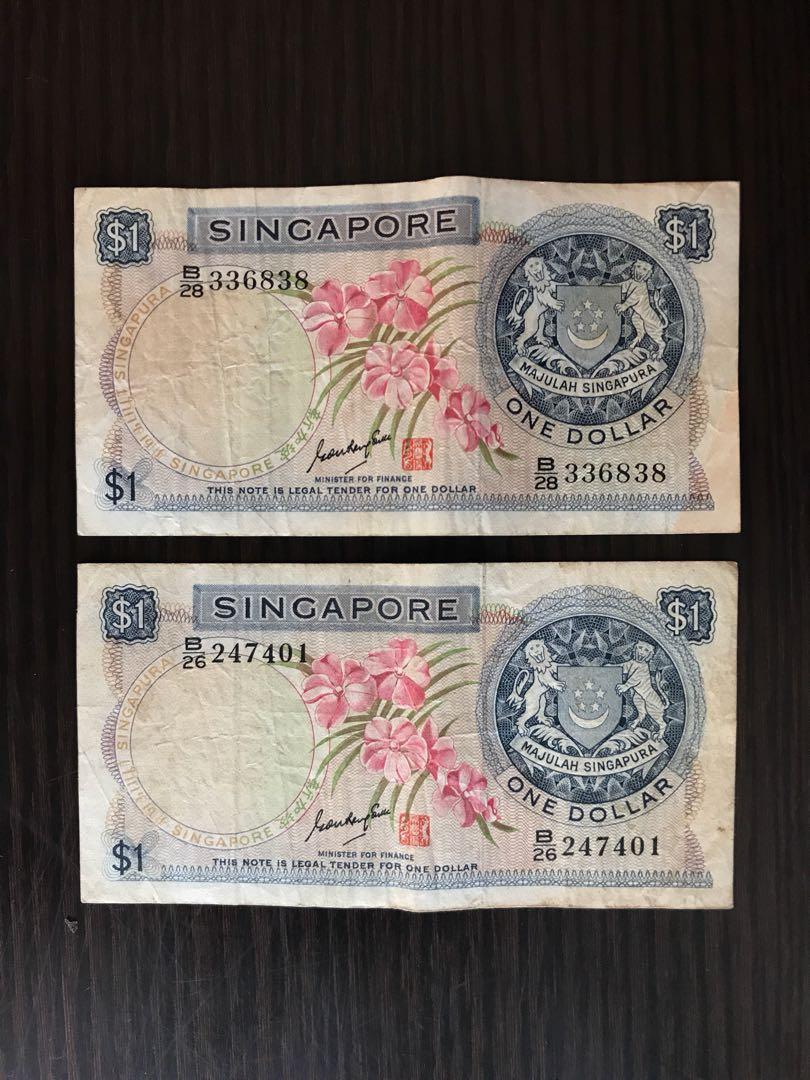 $1 SINGAPORE $1
B/28 336838
SINGAPURA
SINGAPORE
MAJULAH SINGAPURA
ONE DOLLAR
B/28 336838
MINISTER FOR FINANCE
$1 THIS NOTE IS LEGAL TENDER FOR ONE DOLLAR
$1 SINGAPORE $1
B/26 247401
SINGAPURA
SINGAPORE
MAJULAH SINGAPURA
ONE DOLLAR
B/26 247401
MINISTER FOR FINANCE
$1 THIS NOTE IS LEGAL TENDER FOR ONE DOLLAR